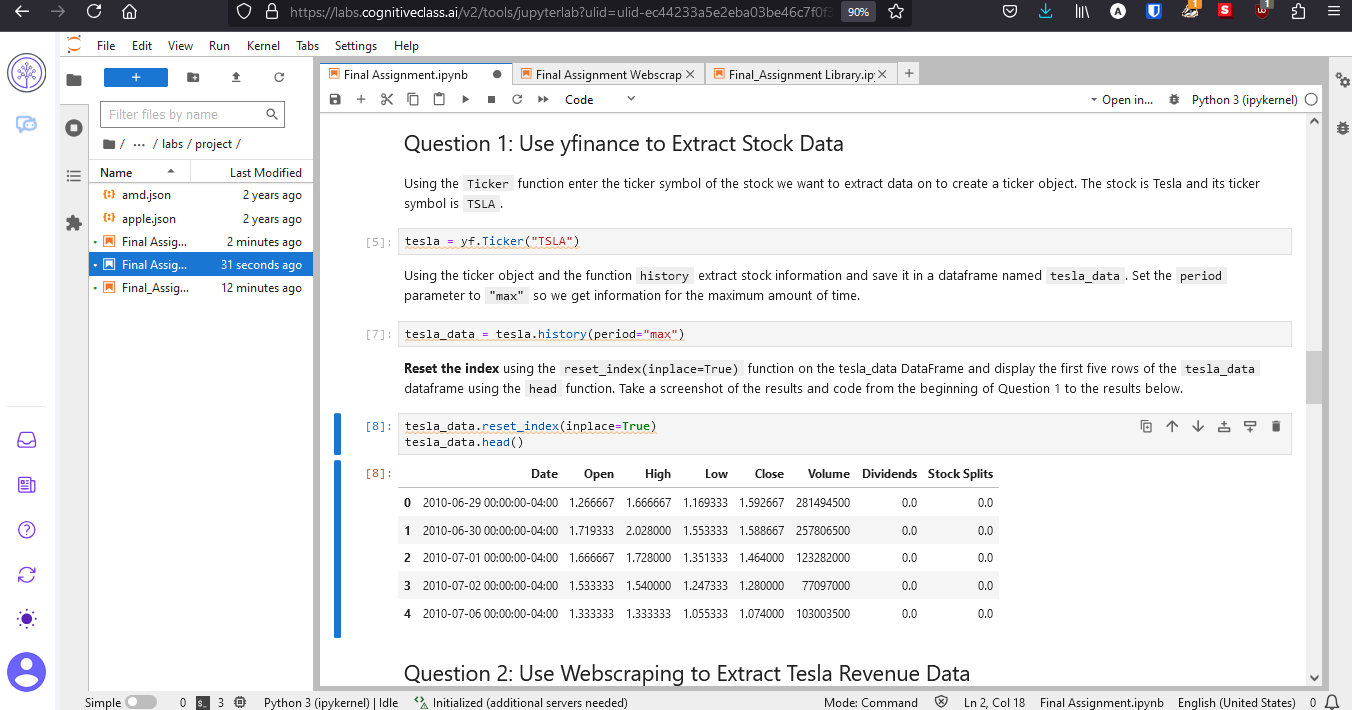 https://labs.cognitiveclass.ai/v2/tools/jupyterlab?ulid=ulid-ec44233a5e2eba03be46c7f0f3
90%
1
1
File Edit View Run Kernel Tabs Settings Help
Final Assignment.ipynb
Final Assignment Webscrap
Final_Assignment Library.ip
Code
Open in...
Python 3 (ipykernel)
Filter files by name
/ ... / labs / project /
Name Last Modified
amd.json 2 years ago
apple.json 2 years ago
Final Assig... 2 minutes ago
Final Assig... 31 seconds ago
Final_Assig... 12 minutes ago
Question 1: Use yfinance to Extract Stock Data
Using the Ticker function enter the ticker symbol of the stock we want to extract data on to create a ticker object. The stock is Tesla and its ticker
symbol is TSLA.
[5]: tesla = yf.Ticker("TSLA")
Using the ticker object and the function history extract stock information and save it in a dataframe named tesla_data. Set the period
parameter to "max" so we get information for the maximum amount of time.
[7]: tesla_data = tesla.history(period="max")
Reset the index using the reset_index(inplace=True) function on the tesla_data DataFrame and display the first five rows of the tesla_data
dataframe using the head function. Take a screenshot of the results and code from the beginning of Question 1 to the results below.
[8]: tesla_data.reset_index(inplace=True)
tesla_data.head()
[8]: Date Open High Low Close Volume Dividends Stock Splits
0 2010-06-29 00:00:00-04:00 1.266667 1.666667 1.169333 1.592667 281494500 0.0 0.0
1 2010-06-30 00:00:00-04:00 1.719333 2.028000 1.553333 1.588667 257806500 0.0 0.0
2 2010-07-01 00:00:00-04:00 1.666667 1.728000 1.351333 1.464000 123282000 0.0 0.0
3 2010-07-02 00:00:00-04:00 1.533333 1.540000 1.247333 1.280000 77097000 0.0 0.0
4 2010-07-06 00:00:00-04:00 1.333333 1.333333 1.055333 1.074000 103003500 0.0 0.0
Question 2: Use Webscraping to Extract Tesla Revenue Data
Simple 0 3 Python 3 (ipykernel) | Idle Initialized (additional servers needed) Mode: Command Ln 2, Col 18 Final Assignment.ipynb English (United States) 0